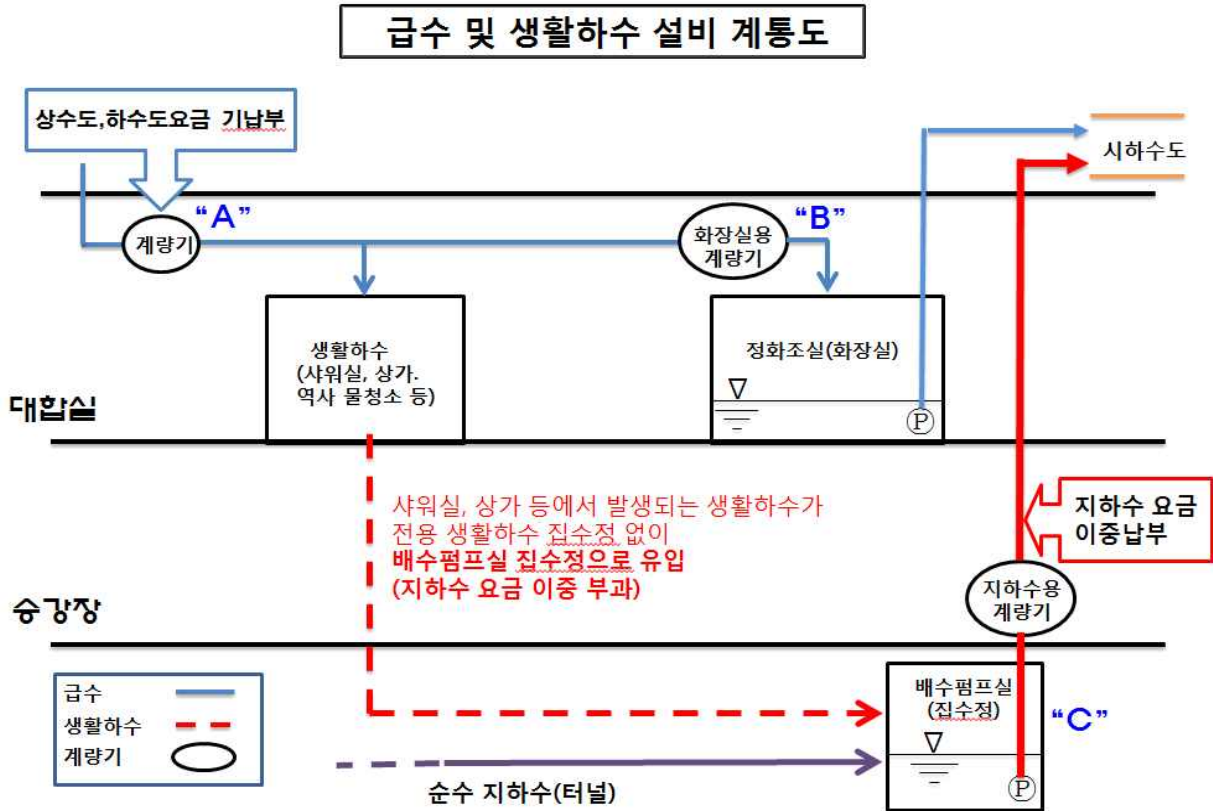 급수 및 생활하수 설비 계통도
상수도,하수도요금 기납부
시하수도
"A"
계량기
화장실용
계량기
"B"
생활하수
(샤워실, 상가.
역사 물청소 등)
정화조실(화장실)
P
대합실
샤워실, 상가 등에서 발생되는 생활하수가
전용 생활하수 집수정 없이
배수펌프실 집수정으로 유입
(지하수 요금 이중 부과)
지하수 요금
이중납부
지하수용
계량기
승강장
급수
생활하수
계량기
배수펌프실
(집수정)
"C"
P
순수 지하수(터널)